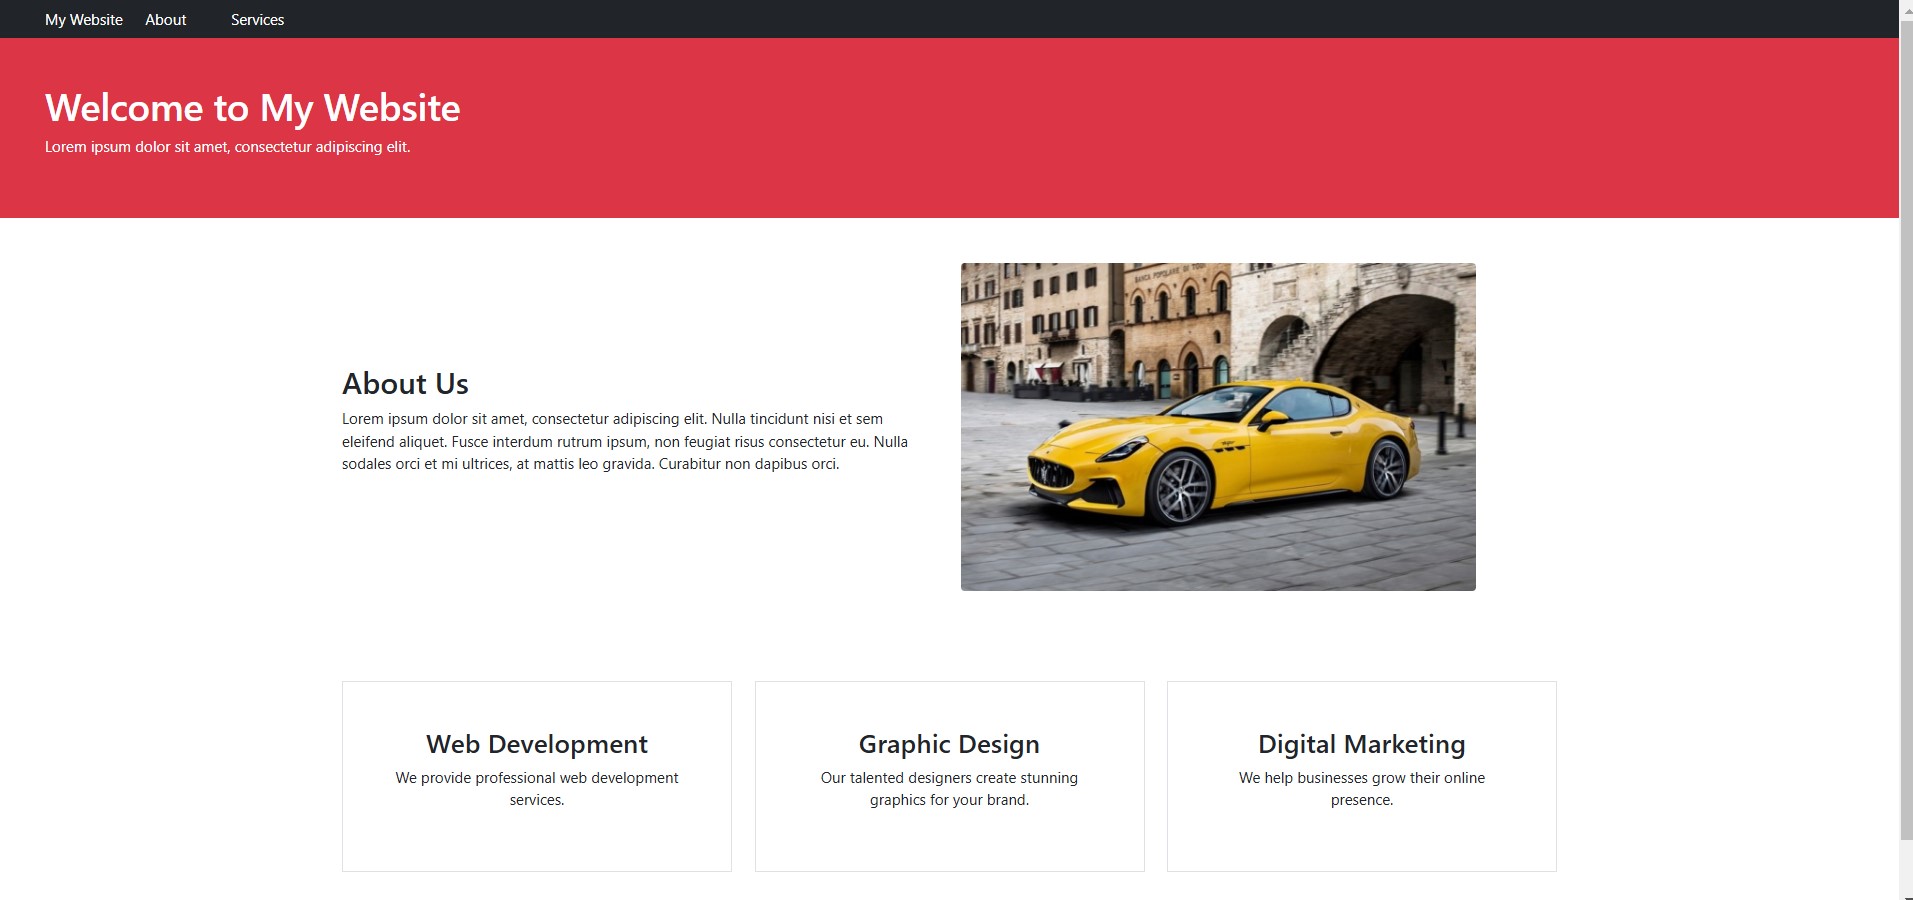 My Website About Services
Welcome to My Website
Lorem ipsum dolor sit amet, consectetur adipiscing elit.
BANCA POPOLARE DI
About Us
Lorem ipsum dolor sit amet, consectetur adipiscing elit. Nulla tincidunt nisi et sem
eleifend aliquet. Fusce interdum rutrum ipsum, non feugiat risus consectetur eu. Nulla
sodales orci et mi ultrices, at mattis leo gravida. Curabitur non dapibus orci.
Web Development
We provide professional web development
services.
Graphic Design
Our talented designers create stunning
graphics for your brand.
Digital Marketing
We help businesses grow their online
presence.